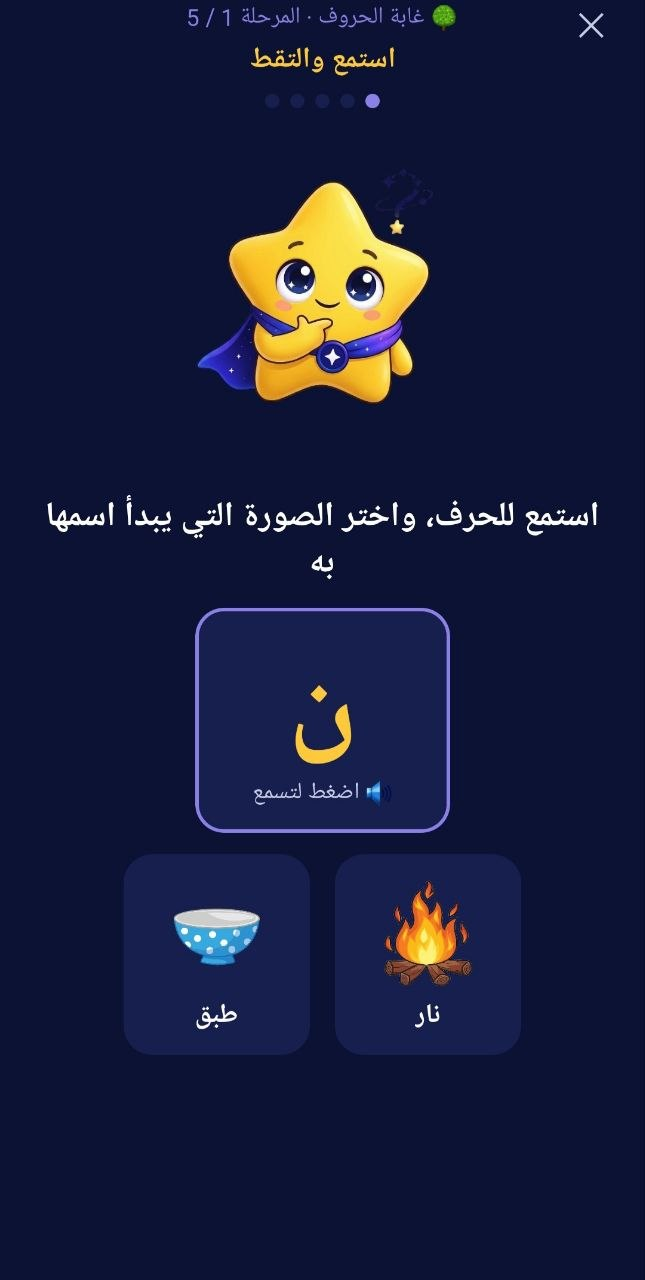 🌳 غابة الحروف · المرحلة 1 / 5
استمع والتقط
استمع للحرف، واختر الصورة التي يبدأ اسمها
به
ن
🔊 اضغط لتسمع
نار
طبق